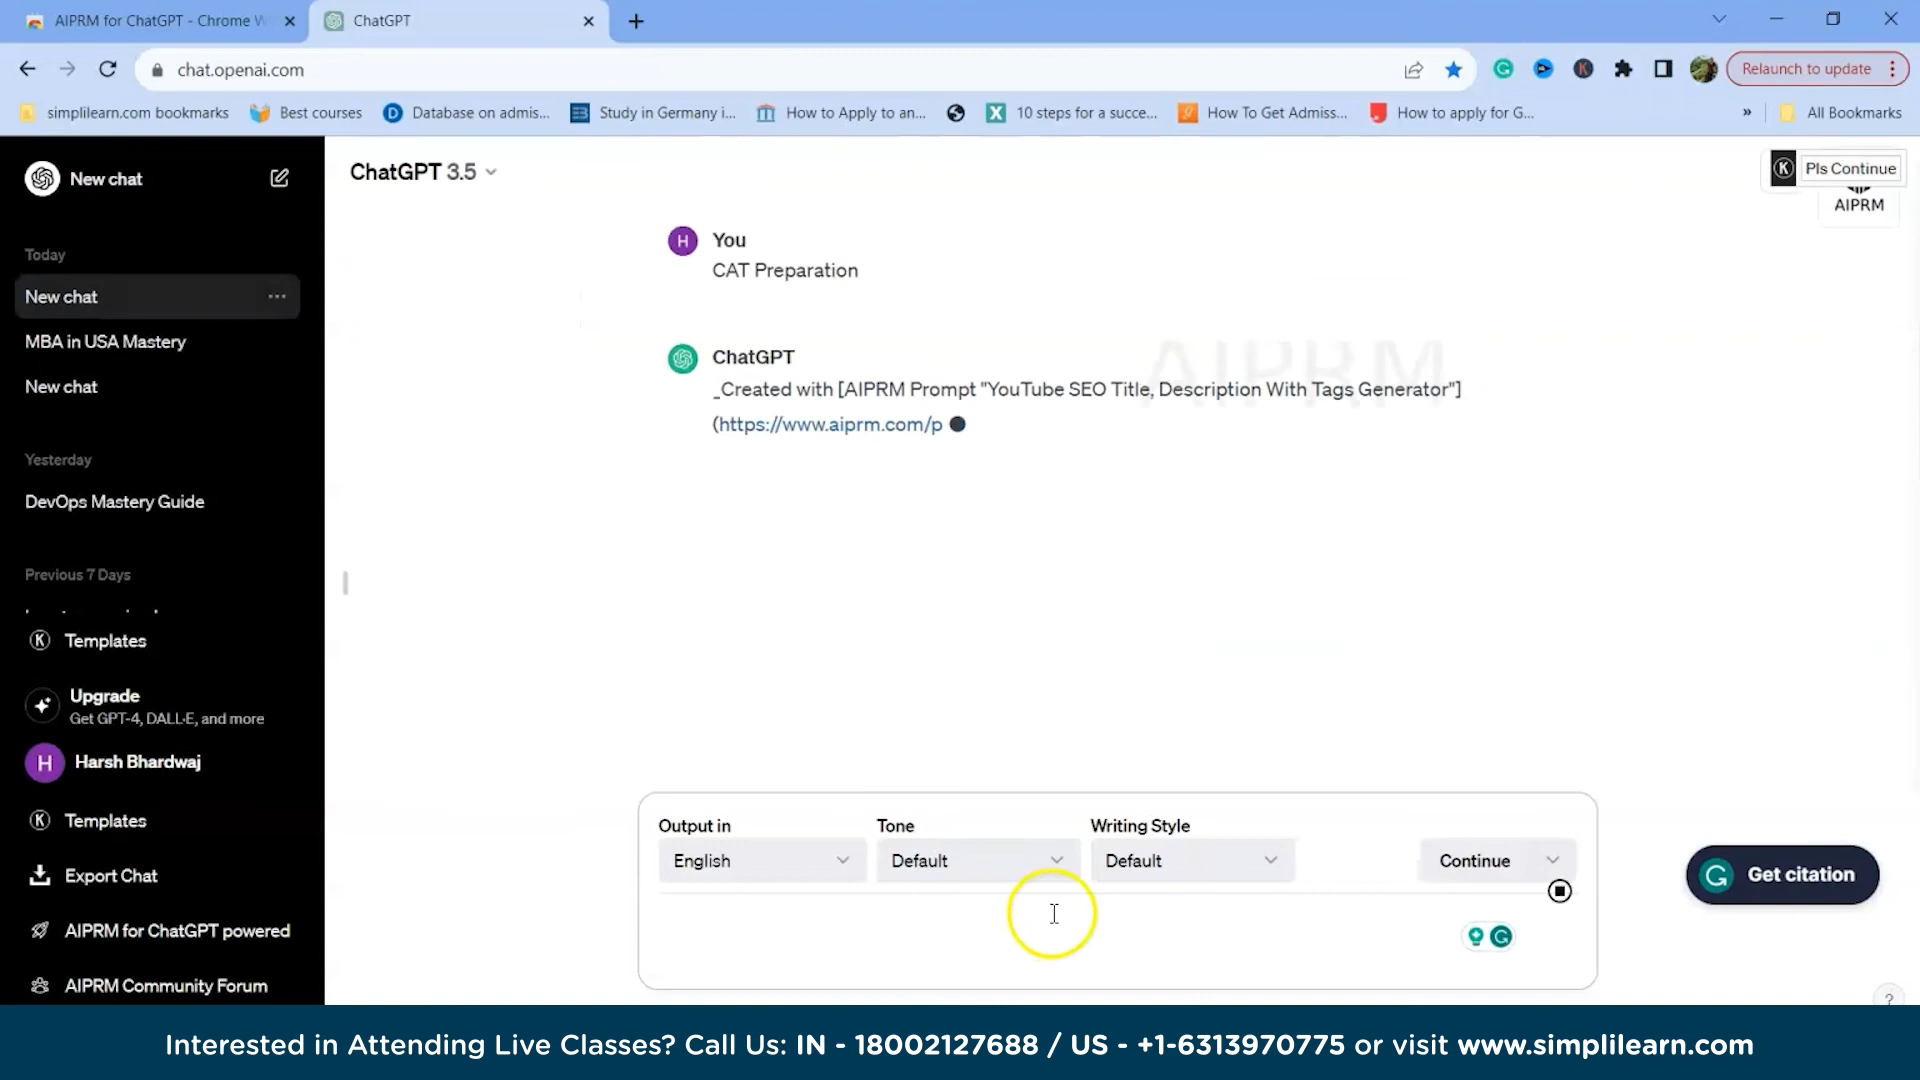 AIPRM for ChatGPT - Chrome W
ChatGPT
chat.openai.com
Relaunch to update
simplilearn.com bookmarks
Best courses
Database on admis...
Study in Germany i...
How to Apply to an...
10 steps for a succe...
How To Get Admiss...
How to apply for G...
»
All Bookmarks
New chat
ChatGPT 3.5
K
Pls Continue
AIPRM
Today
New chat
MBA in USA Mastery
New chat
Yesterday
DevOps Mastery Guide
Previous 7 Days
K Templates
Upgrade
Get GPT-4, DALL·E, and more
H Harsh Bhardwaj
K Templates
Export Chat
AIPRM for ChatGPT powered
AIPRM Community Forum
H You
CAT Preparation
AIPRM
ChatGPT
_Created with [AIPRM Prompt "YouTube SEO Title, Description With Tags Generator"]
(https://www.aiprm.com/p
Output in
Tone
Writing Style
English
Default
Default
Continue
Get citation
?
Interested in Attending Live Classes? Call Us: IN - 18002127688 / US - +1-6313970775 or visit www.simplilearn.com